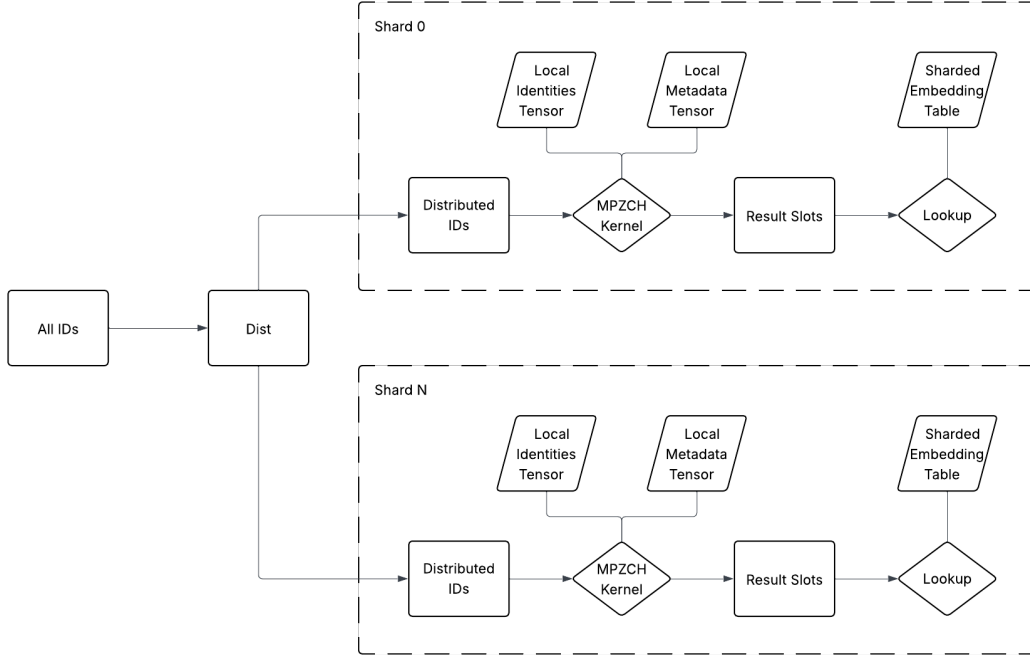 Shard 0
Local
Identities
Tensor
Local
Metadata
Tensor
Sharded
Embedding
Table
Distributed
IDs
MPZCH
Kernel
Result Slots
Lookup
All IDs
Dist
Shard N
Local
Identities
Tensor
Local
Metadata
Tensor
Sharded
Embedding
Table
Distributed
IDs
MPZCH
Kernel
Result Slots
Lookup